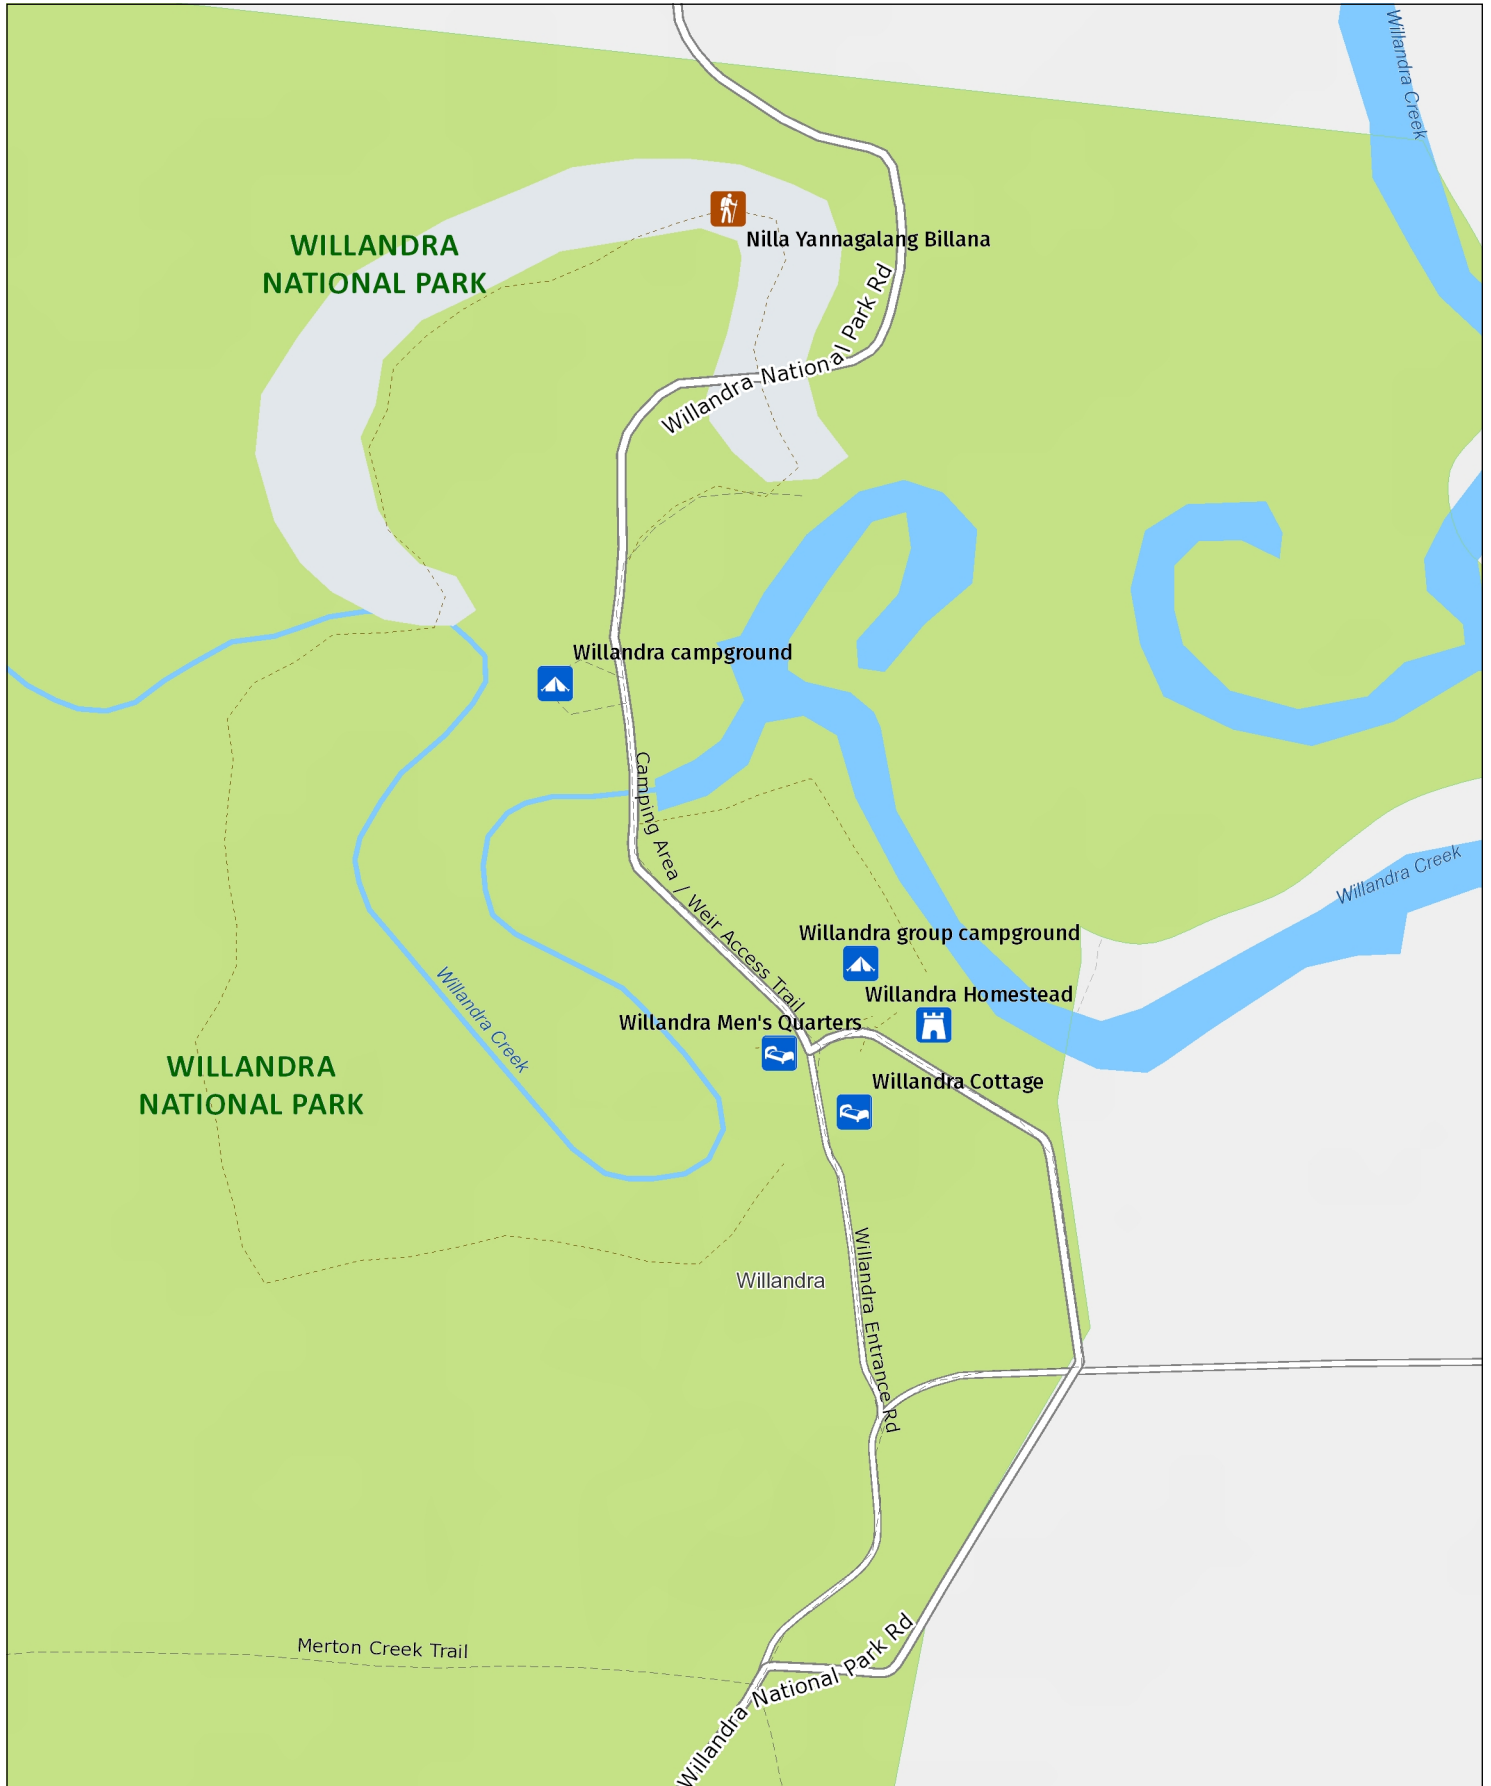 Willandra Creek
WILLANDRA
NATIONAL PARK
Nilla Yannagalang Billana
Willandra National Park Rd
Willandra campground
Camping Area / Weir Access Trail
Willandra Creek
Willandra group campground
Willandra Homestead
Willandra Men's Quarters
Willandra Creek
WILLANDRA
NATIONAL PARK
Willandra Cottage
Willandra
Willandra Entrance Rd
Merton Creek Trail
Willandra National Park Rd